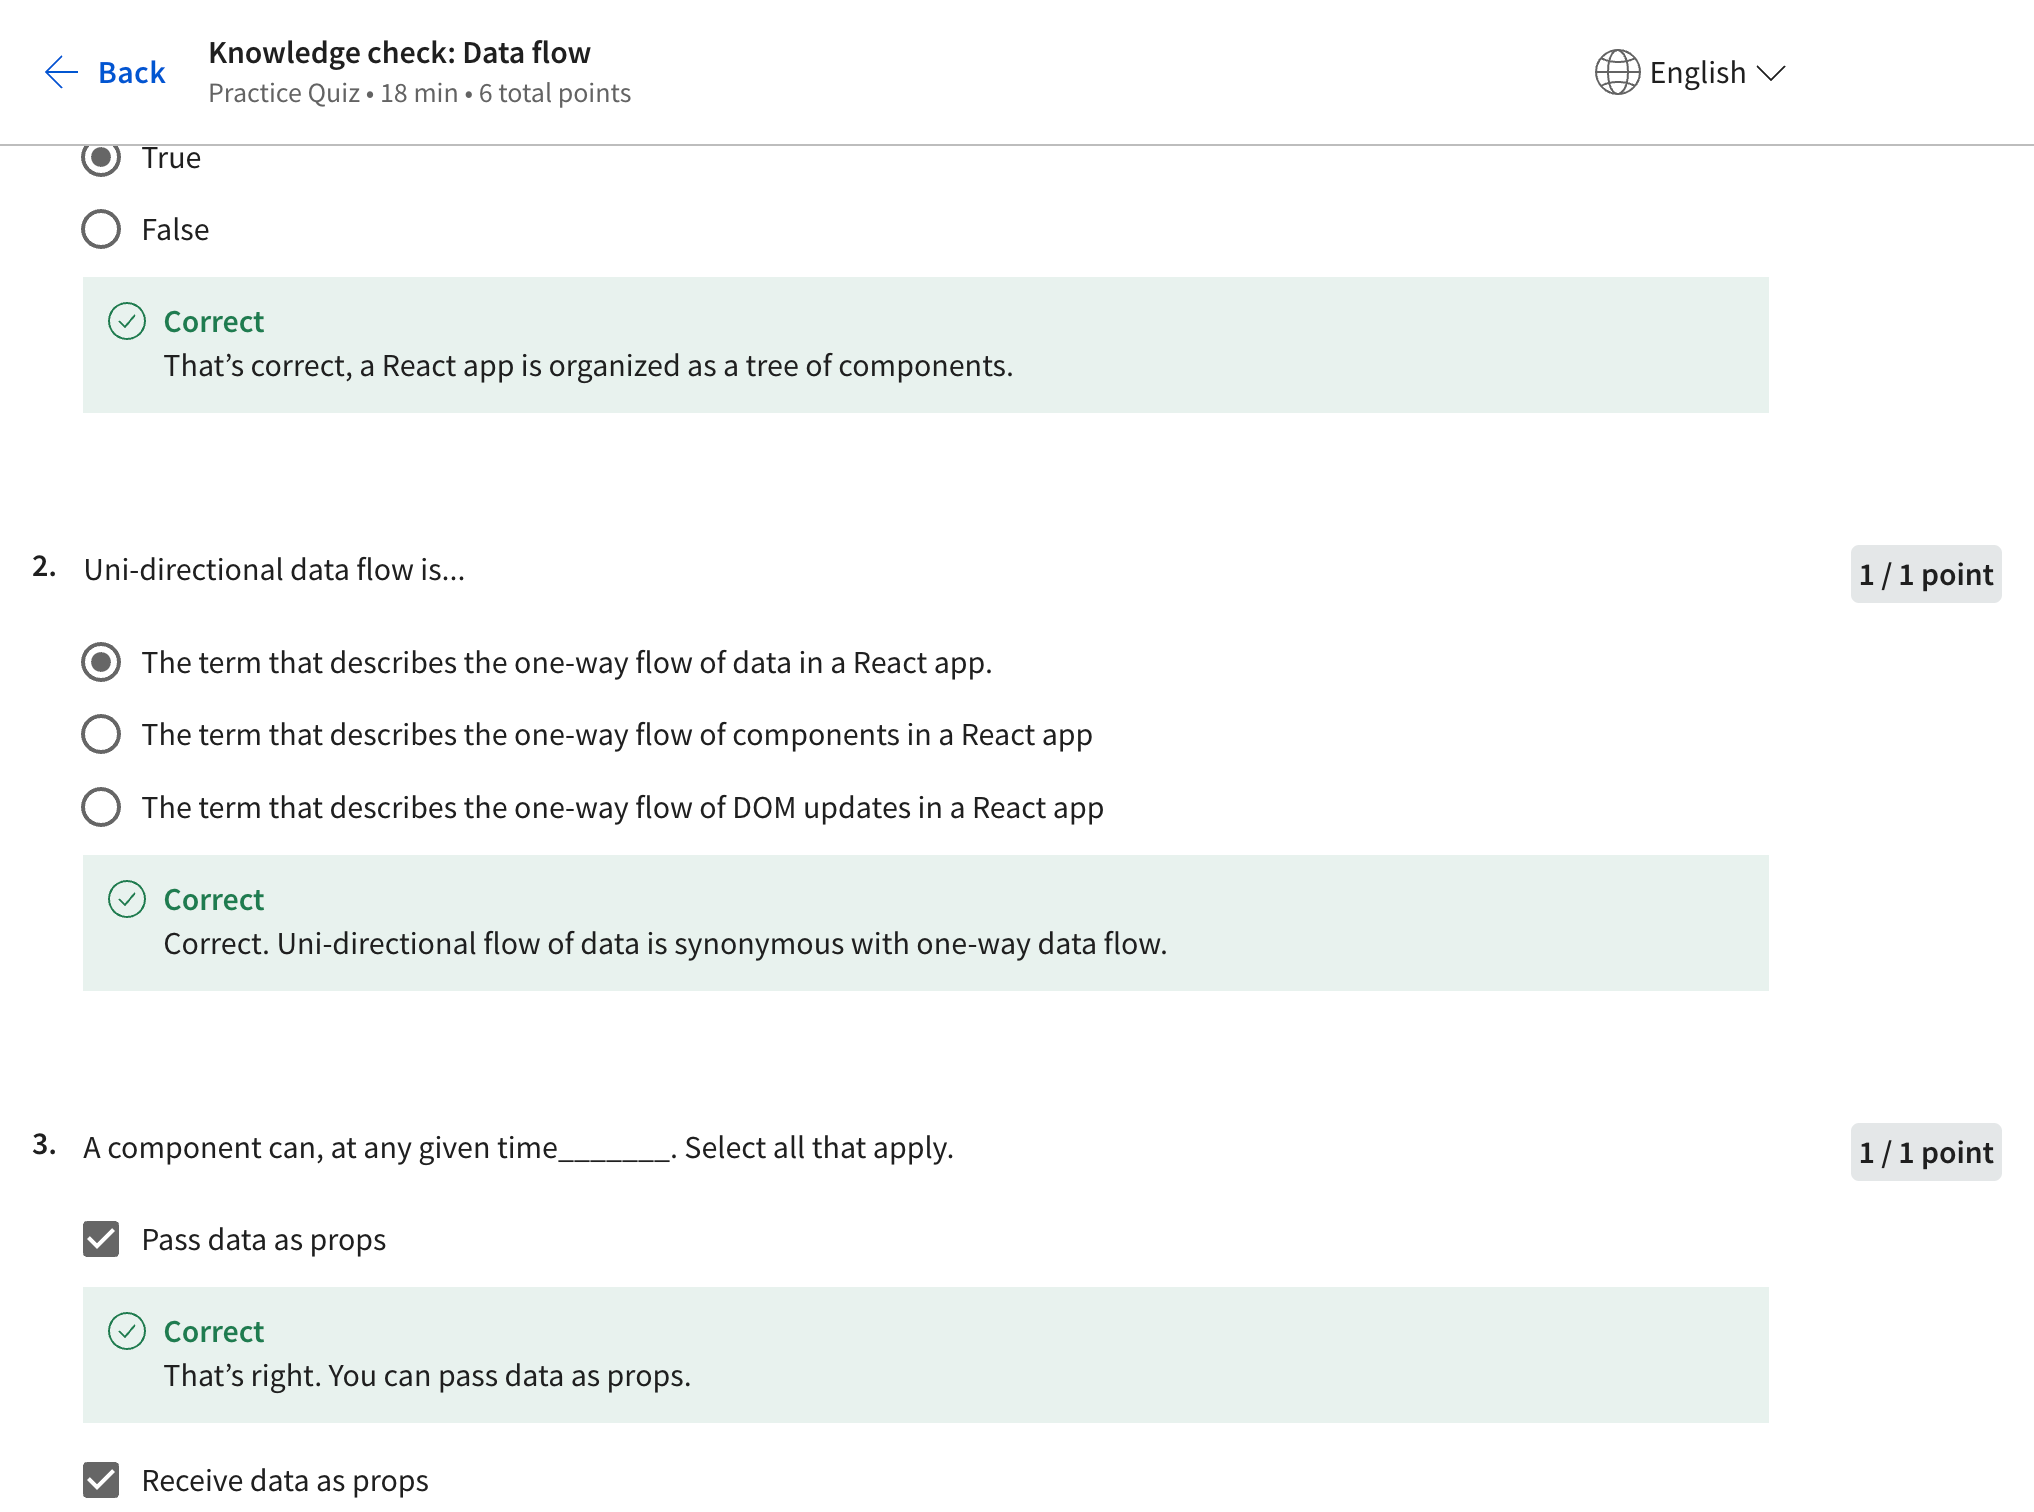 Back
Knowledge check: Data flow
Practice Quiz • 18 min • 6 total points
English
True
False
Correct
That’s correct, a React app is organized as a tree of components.
2. Uni-directional data flow is...
1 / 1 point
The term that describes the one-way flow of data in a React app.
The term that describes the one-way flow of components in a React app
The term that describes the one-way flow of DOM updates in a React app
Correct
Correct. Uni-directional flow of data is synonymous with one-way data flow.
3. A component can, at any given time_______. Select all that apply.
1 / 1 point
Pass data as props
Correct
That’s right. You can pass data as props.
Receive data as props